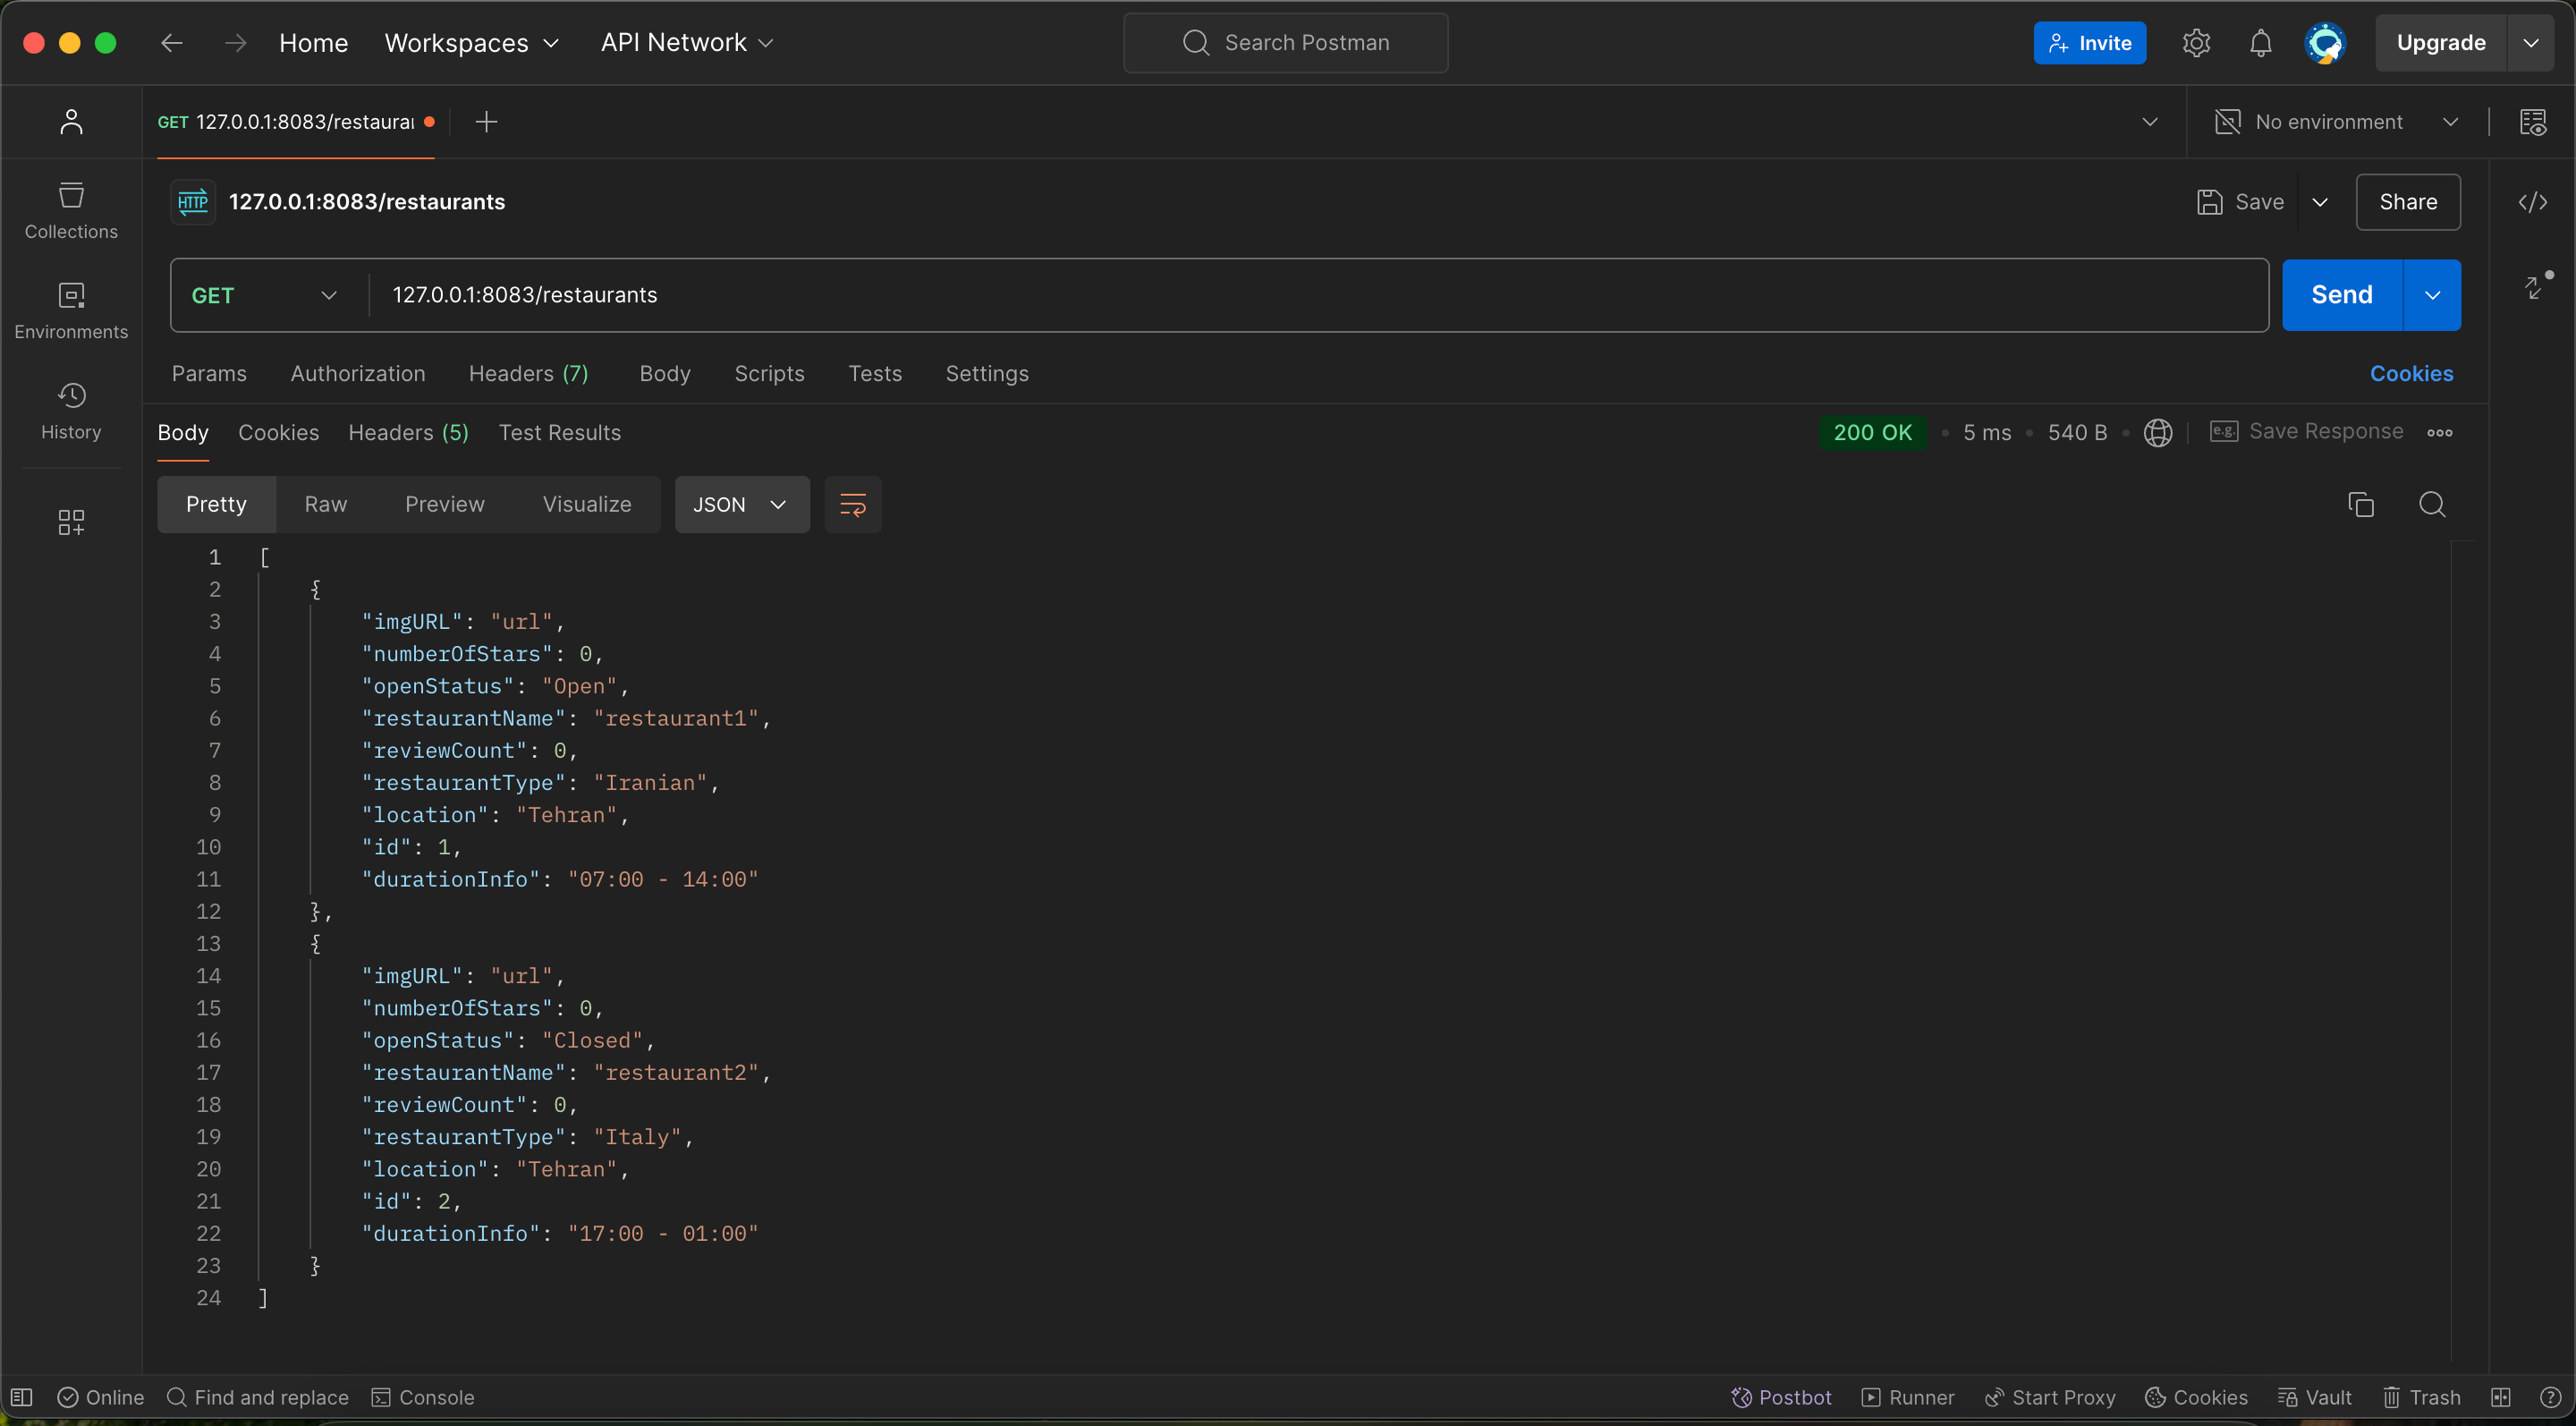 Home Workspaces API Network Search Postman Invite Upgrade
GET 127.0.0.1:8083/restaura No environment
HTTP 127.0.0.1:8083/restaurants Save Share
Collections
GET 127.0.0.1:8083/restaurants Send
Environments
Params Authorization Headers (7) Body Scripts Tests Settings Cookies
History
Body Cookies Headers (5) Test Results 200 OK 5 ms 540 B e.g. Save Response
Pretty Raw Preview Visualize JSON
1 [
2 {
3 "imgURL": "url",
4 "numberOfStars": 0,
5 "openStatus": "Open",
6 "restaurantName": "restaurant1",
7 "reviewCount": 0,
8 "restaurantType": "Iranian",
9 "location": "Tehran",
10 "id": 1,
11 "durationInfo": "07:00 - 14:00"
12 },
13 {
14 "imgURL": "url",
15 "numberOfStars": 0,
16 "openStatus": "Closed",
17 "restaurantName": "restaurant2",
18 "reviewCount": 0,
19 "restaurantType": "Italy",
20 "location": "Tehran",
21 "id": 2,
22 "durationInfo": "17:00 - 01:00"
23 }
24 ]
Online Find and replace Console Postbot Runner Start Proxy Cookies Vault Trash